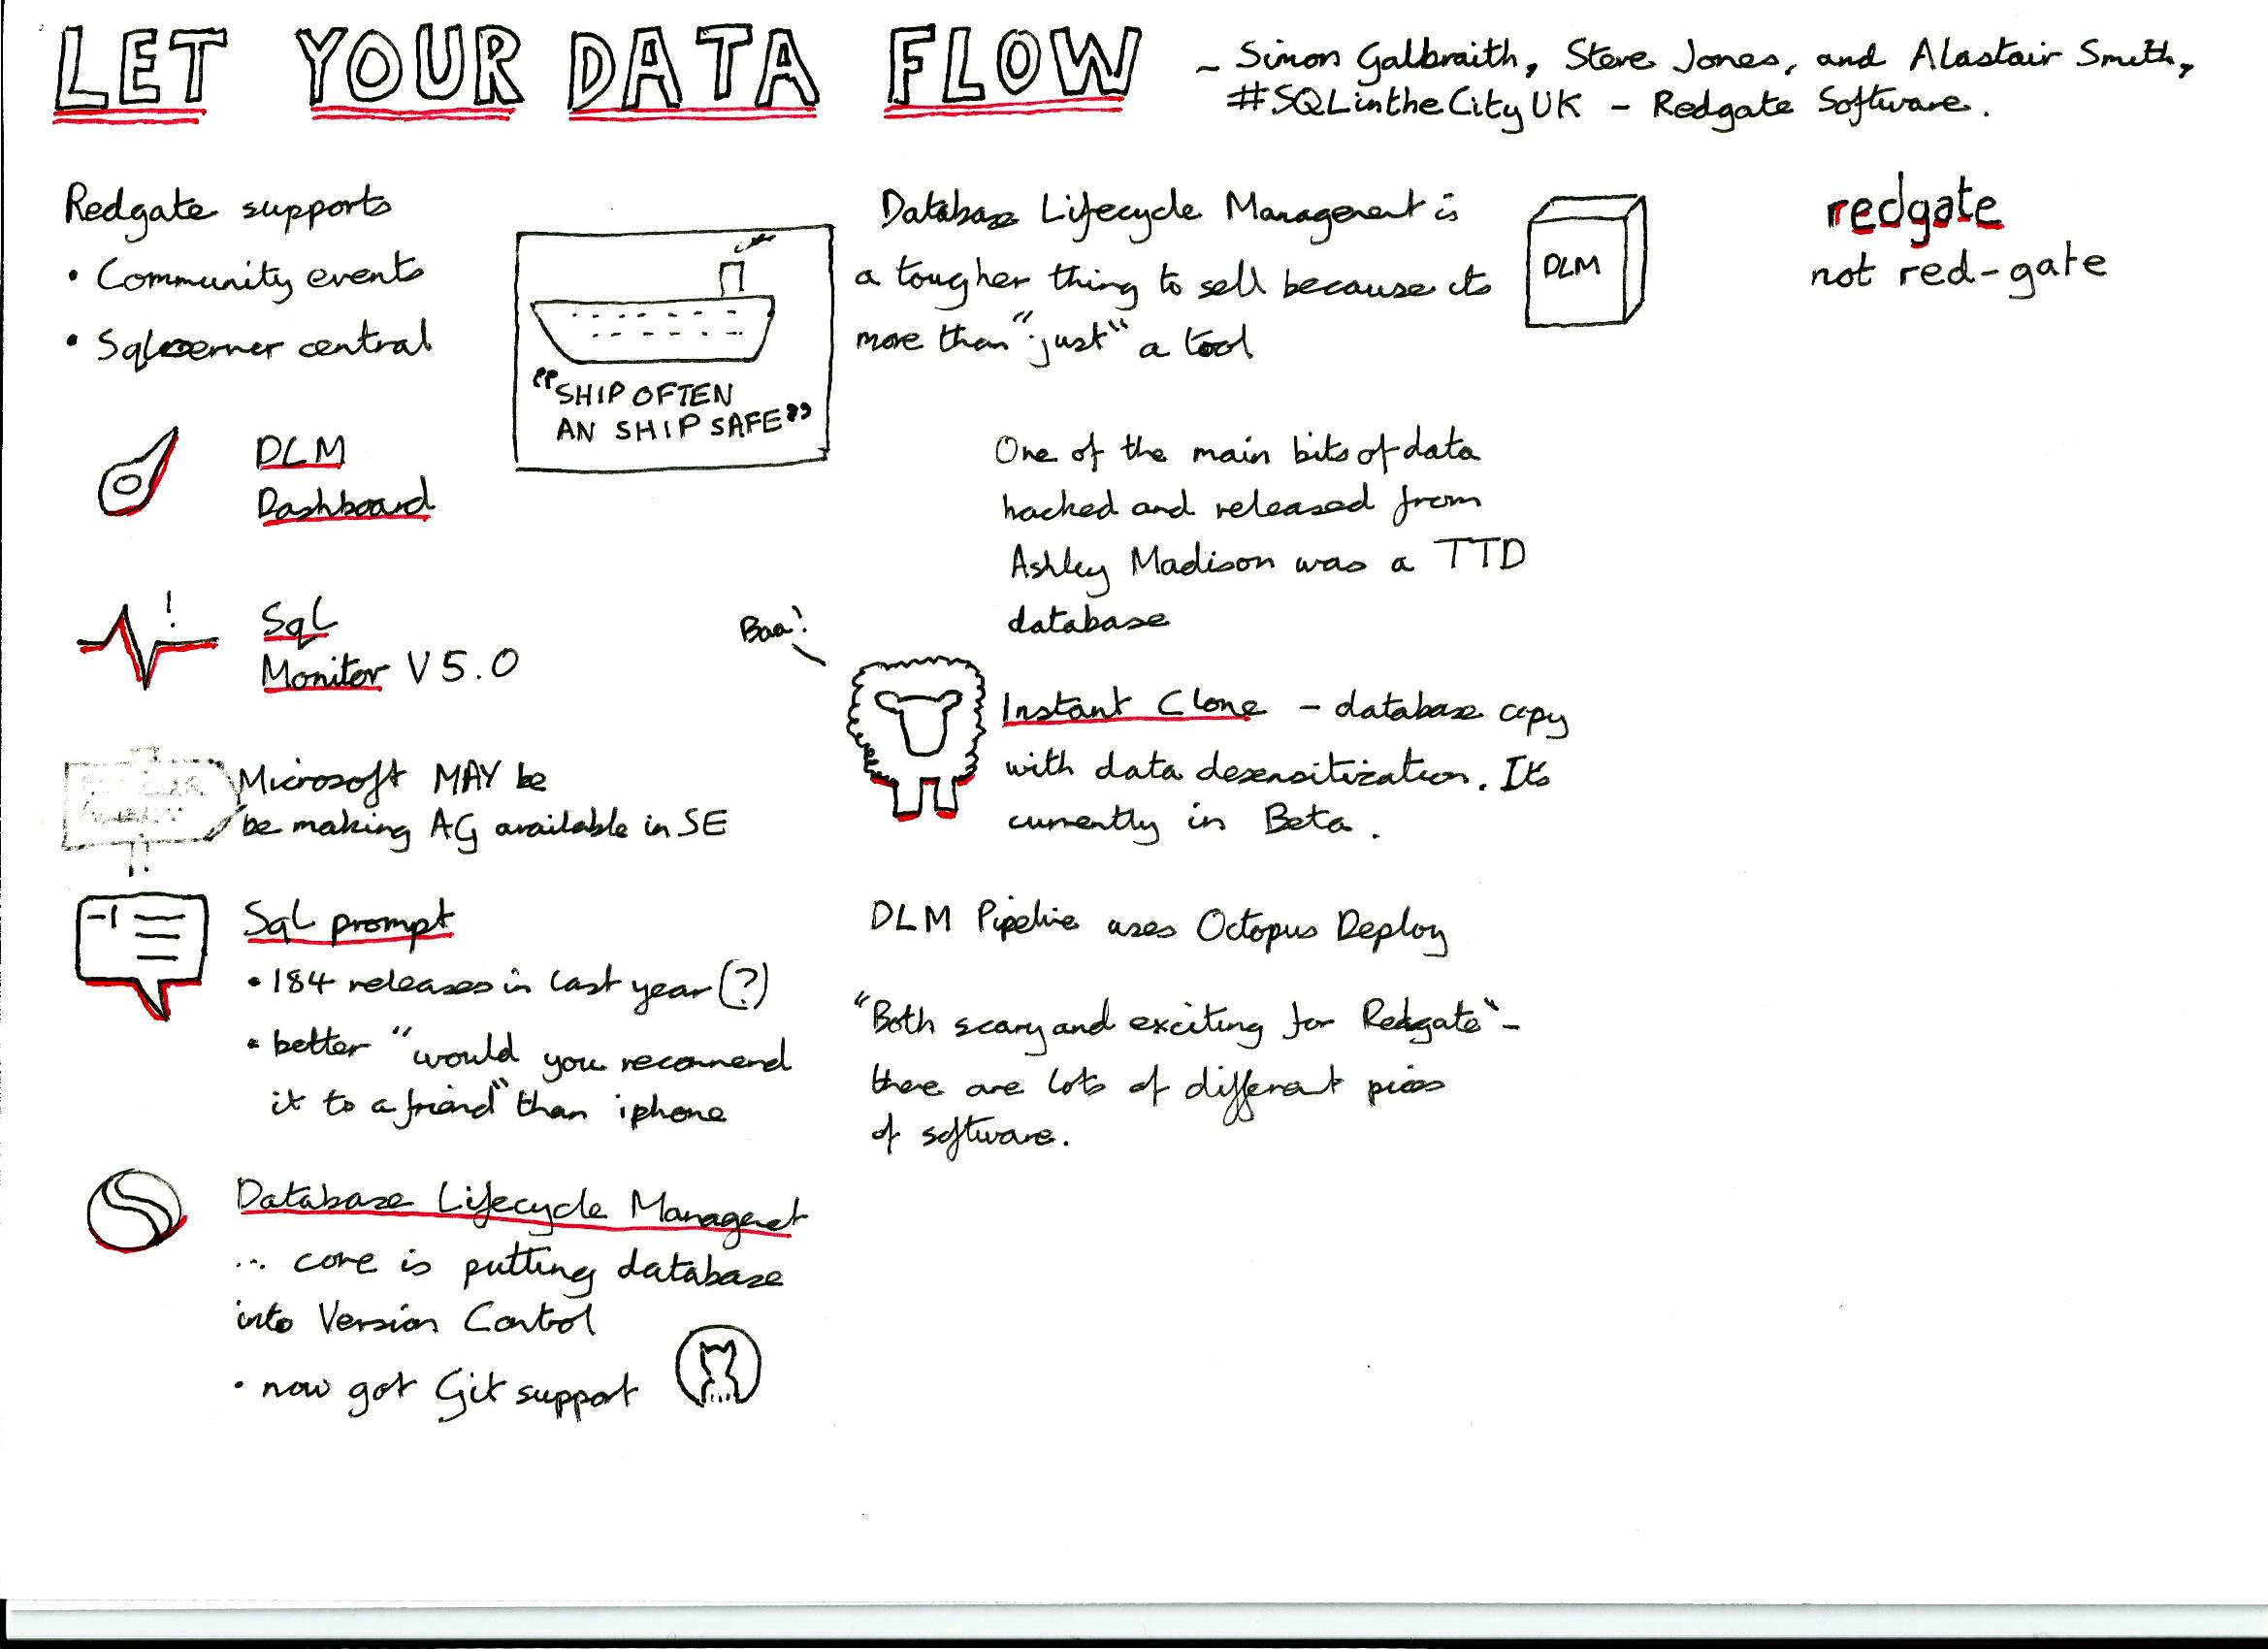 LET YOUR DATA FLOW
~ Simon Galbraith, Steve Jones, and Alastair Smith,
#SQLintheCityUK - Redgate Software.
Redgate supports
• Community events
• Sqlserver central
"SHIP OFTEN
AN SHIP SAFE"
DLM
Dashboard
!
SqL
Monitor V5.0
Microsoft MAY be
be making AG available in SE
-1
SqL prompt
• 184 releases in last year (?)
• better "would you recommend
it to a friend" than iphone
Database Lifecycle Managemet
... core is putting database
into Version Control
• now got Git support
Database Lifecycle Management is
a tougher thing to sell because its
more than "just" a tool
DLM
One of the main bits of data
hacked and released from
Ashley Madison was a TTD
database
Baa!
Instant Clone - database copy
with data desensitization. Its
currently in Beta.
DLM Pipeline uses Octopus Deploy
"Both scary and exciting for Redgate" -
there are lots of different pices
of software.
redgate
not red-gate